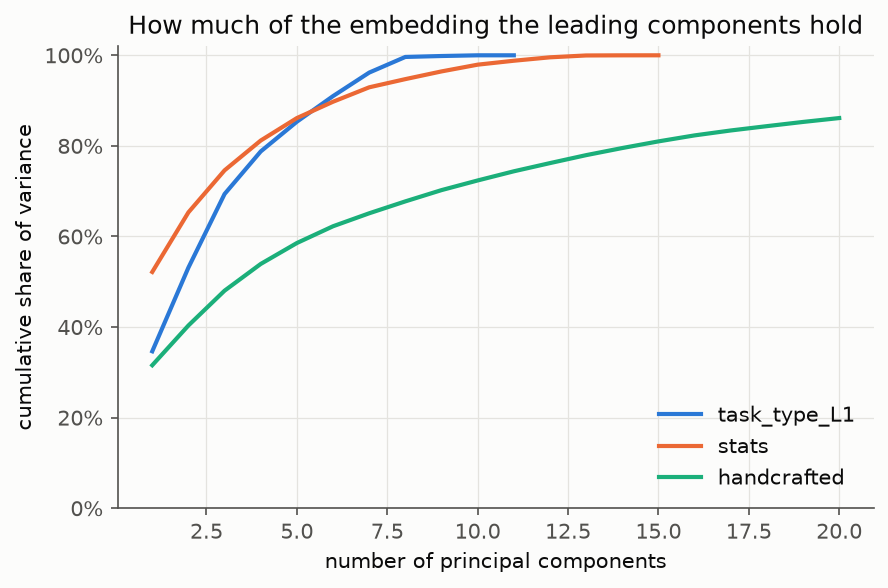 How much of the embedding the leading components hold
cumulative share of variance
100%
80%
60%
40%
20%
0%
task_type_L1
stats
handcrafted
2.5 5.0 7.5 10.0 12.5 15.0 17.5 20.0
number of principal components